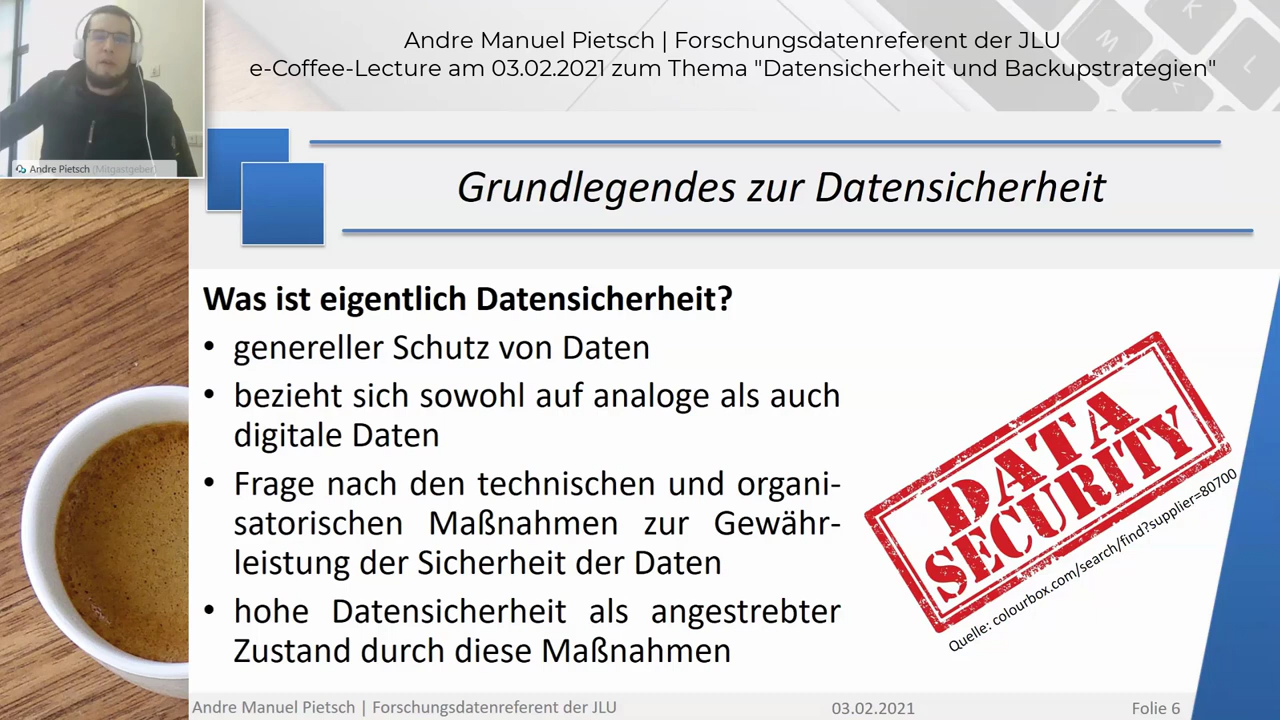 Andre Manuel Pietsch | Forschungsdatenreferent der JLU
e-Coffee-Lecture am 03.02.2021 zum Thema "Datensicherheit und Backupstrategien"
Andre Pietsch (Mitgastgeber)
Grundlegendes zur Datensicherheit
Was ist eigentlich Datensicherheit?
• genereller Schutz von Daten
• bezieht sich sowohl auf analoge als auch
digitale Daten
• Frage nach den technischen und organi-
satorischen Maßnahmen zur Gewähr-
leistung der Sicherheit der Daten
• hohe Datensicherheit als angestrebter
Zustand durch diese Maßnahmen
DATA
SECURITY
Quelle: colourbox.com/search/find?supplier=80700
Andre Manuel Pietsch | Forschungsdatenreferent der JLU
03.02.2021
Folie 6
K
M
L